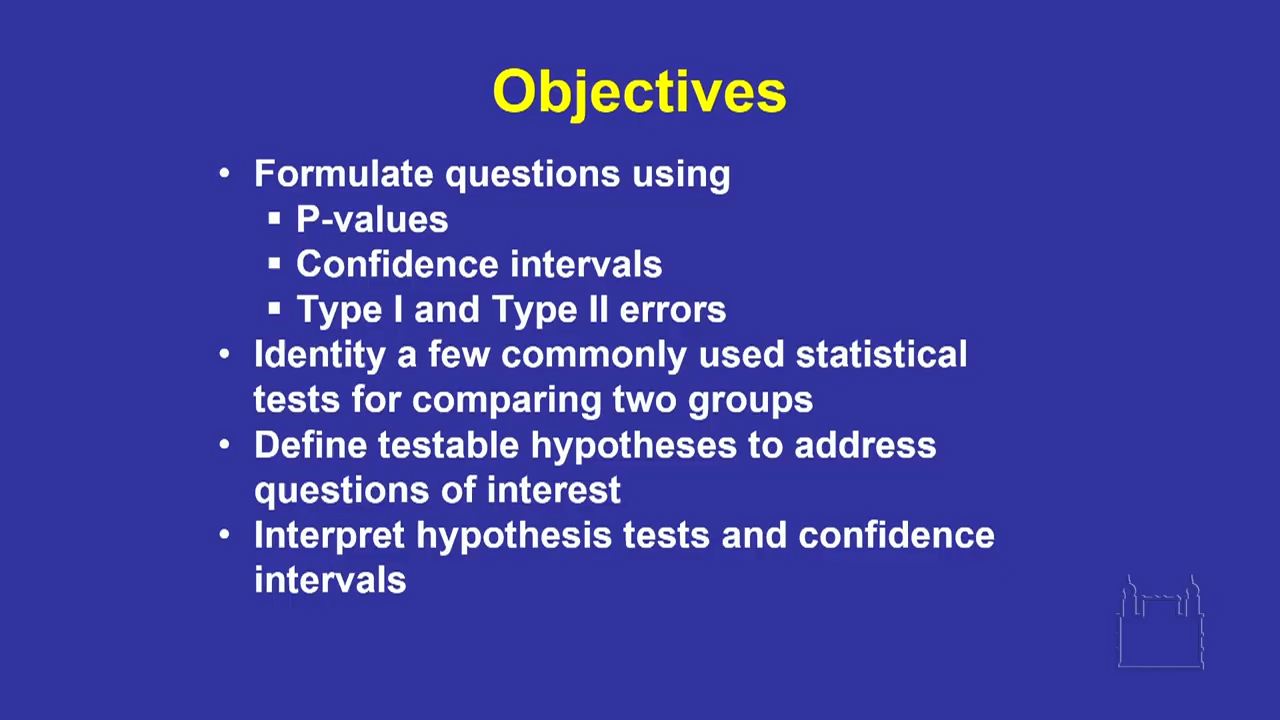 Objectives
• Formulate questions using
▪ P-values
▪ Confidence intervals
▪ Type I and Type II errors
• Identity a few commonly used statistical
tests for comparing two groups
• Define testable hypotheses to address
questions of interest
• Interpret hypothesis tests and confidence
intervals